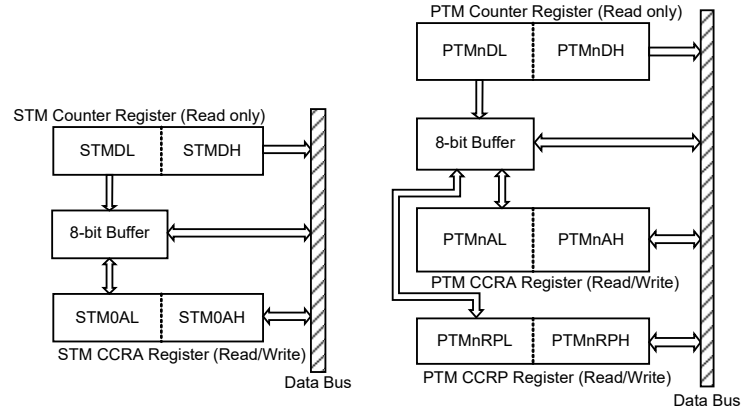 STM Counter Register (Read only)
STMDL STMDH
8-bit Buffer
STM0AL STM0AH
STM CCRA Register (Read/Write)
Data Bus
PTM Counter Register (Read only)
PTMnDL PTMnDH
8-bit Buffer
PTMnAL PTMnAH
PTM CCRA Register (Read/Write)
PTMnRPL PTMnRPH
PTM CCRP Register (Read/Write)
Data Bus